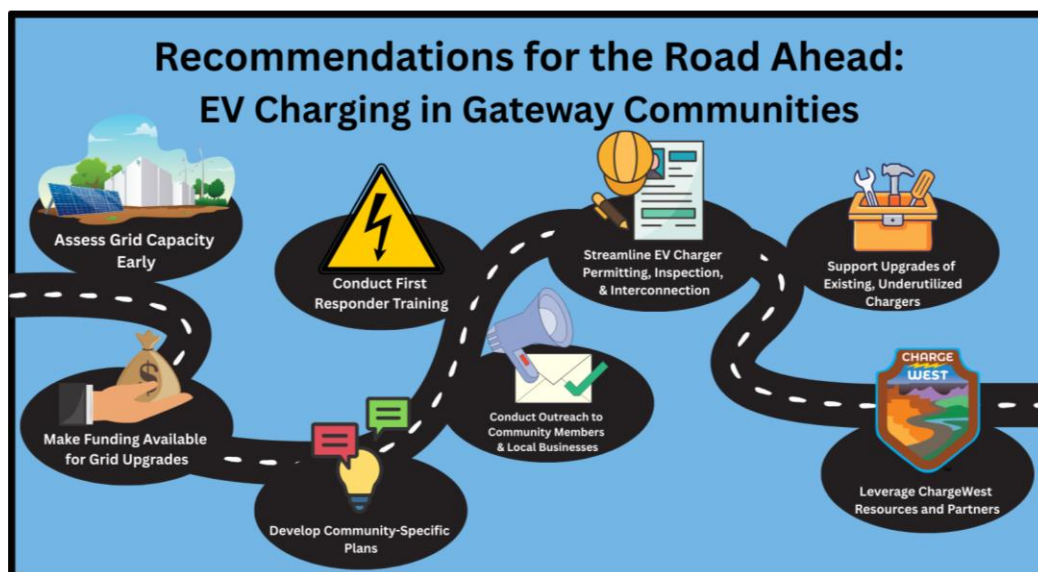 Recommendations for the Road Ahead:
EV Charging in Gateway Communities
Assess Grid Capacity
Early
Make Funding Available
for Grid Upgrades
$
Develop Community-Specific
Plans
Conduct First
Responder Training
Conduct Outreach to
Community Members
& Local Businesses
Streamline EV Charger
Permitting, Inspection,
& Interconnection
Support Upgrades of
Existing, Underutilized
Chargers
CHARGE
WEST
Leverage ChargeWest
Resources and Partners